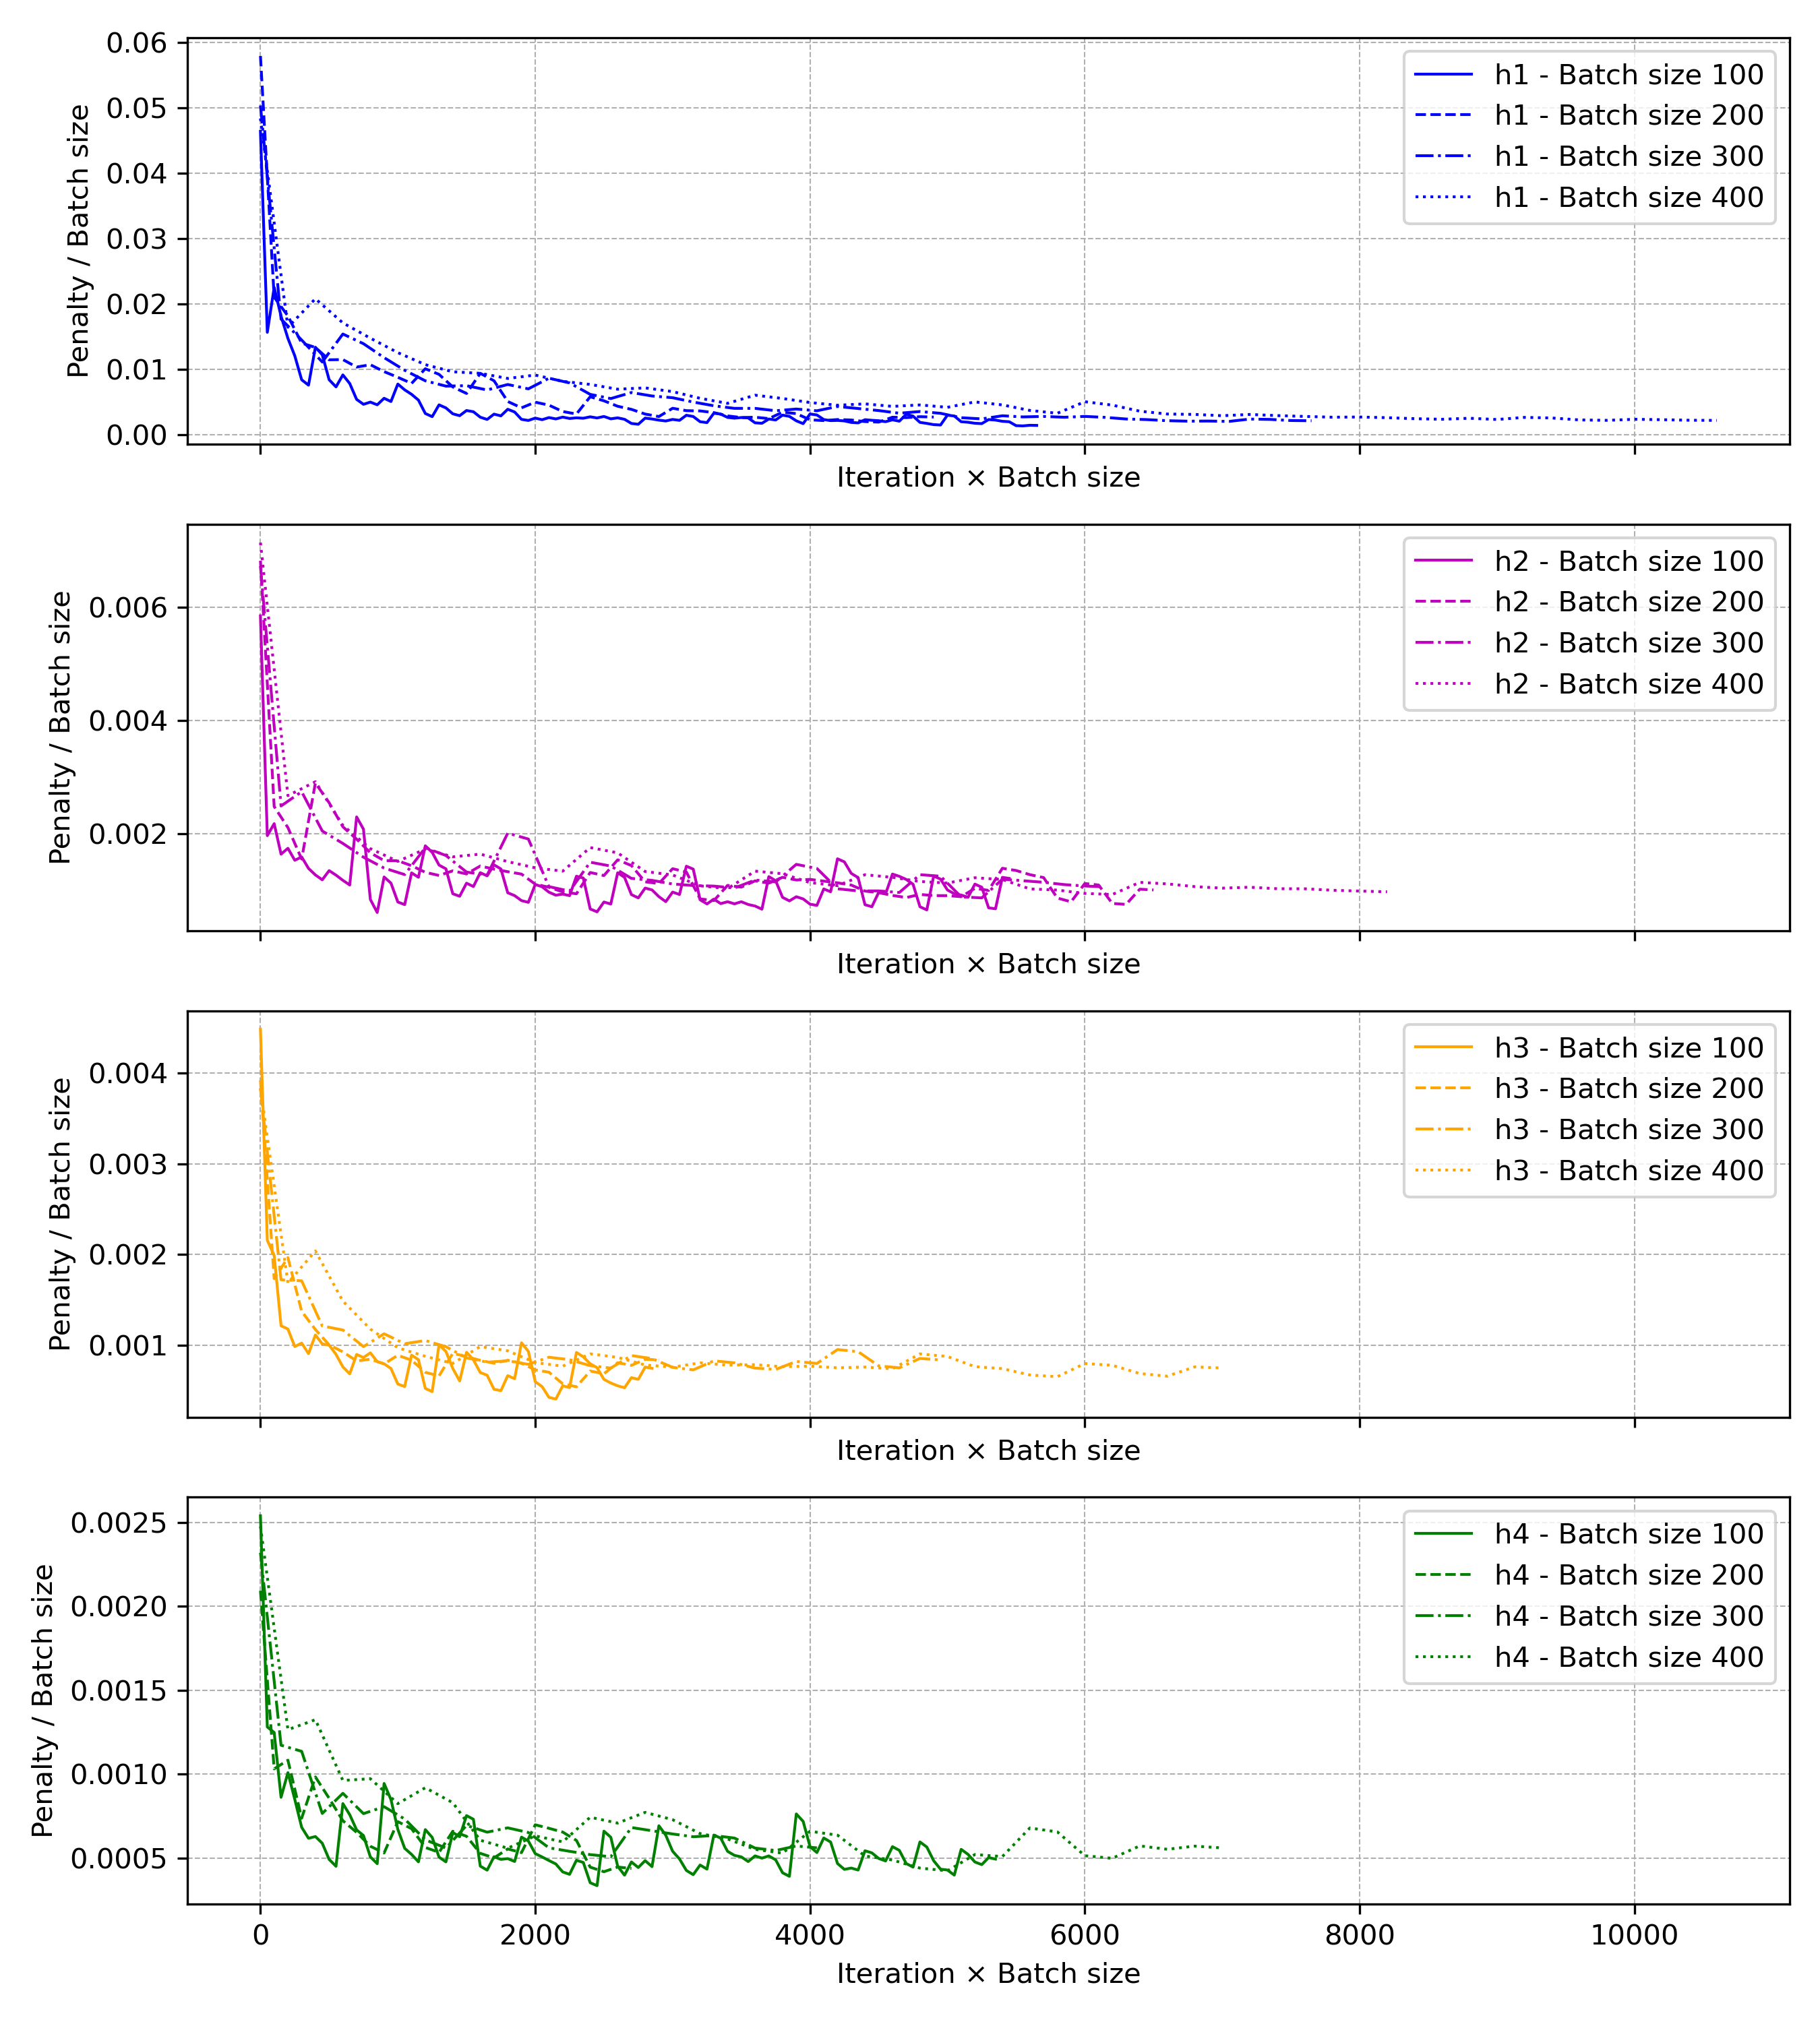 0.06
0.05
0.04
0.03
0.02
0.01
0.00
Penalty / Batch size
h1 - Batch size 100
h1 - Batch size 200
h1 - Batch size 300
h1 - Batch size 400
Iteration × Batch size
0.006
0.004
0.002
Penalty / Batch size
h2 - Batch size 100
h2 - Batch size 200
h2 - Batch size 300
h2 - Batch size 400
Iteration × Batch size
0.004
0.003
0.002
0.001
Penalty / Batch size
h3 - Batch size 100
h3 - Batch size 200
h3 - Batch size 300
h3 - Batch size 400
Iteration × Batch size
0.0025
0.0020
0.0015
0.0010
0.0005
Penalty / Batch size
h4 - Batch size 100
h4 - Batch size 200
h4 - Batch size 300
h4 - Batch size 400
0 2000 4000 6000 8000 10000
Iteration × Batch size